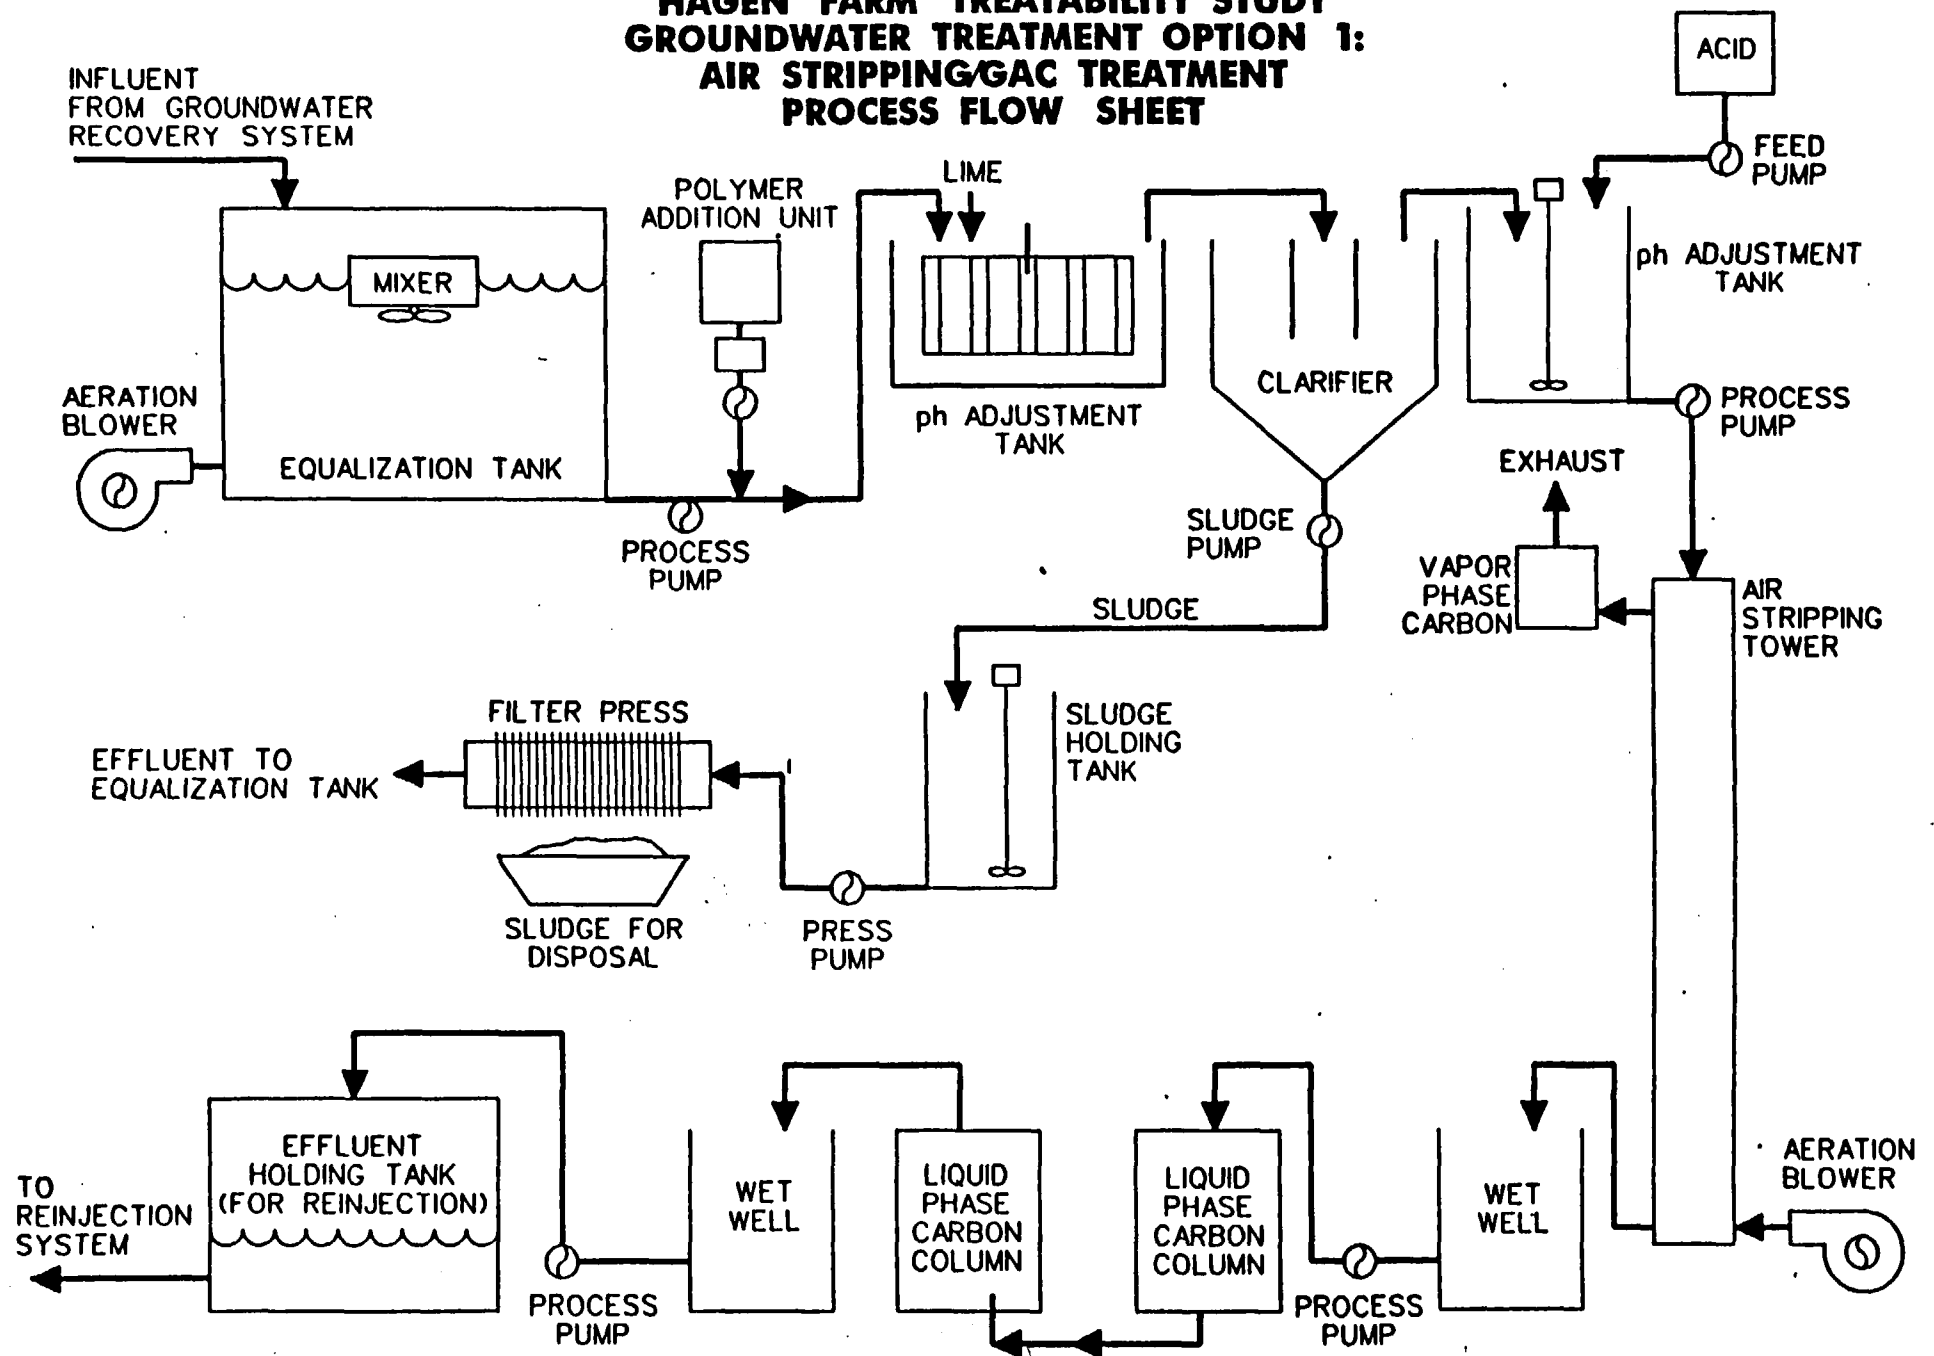 HAGEN FARM TREATABILITY STUDY
GROUNDWATER TREATMENT OPTION 1:
AIR STRIPPING/GAC TREATMENT
PROCESS FLOW SHEET
INFLUENT
FROM GROUNDWATER
RECOVERY SYSTEM
ACID
FEED
PUMP
POLYMER
ADDITION UNIT
LIME
MIXER
ph ADJUSTMENT
TANK
AERATION
BLOWER
EQUALIZATION TANK
PROCESS
PUMP
ph ADJUSTMENT
TANK
CLARIFIER
PROCESS
PUMP
EXHAUST
SLUDGE
PUMP
VAPOR
PHASE
CARBON
AIR
STRIPPING
TOWER
SLUDGE
FILTER PRESS
EFFLUENT TO
EQUALIZATION TANK
SLUDGE
HOLDING
TANK
SLUDGE FOR
DISPOSAL
PRESS
PUMP
EFFLUENT
HOLDING TANK
(FOR REINJECTION)
TO
REINJECTION
SYSTEM
PROCESS
PUMP
WET
WELL
LIQUID
PHASE
CARBON
COLUMN
LIQUID
PHASE
CARBON
COLUMN
PROCESS
PUMP
WET
WELL
AERATION
BLOWER